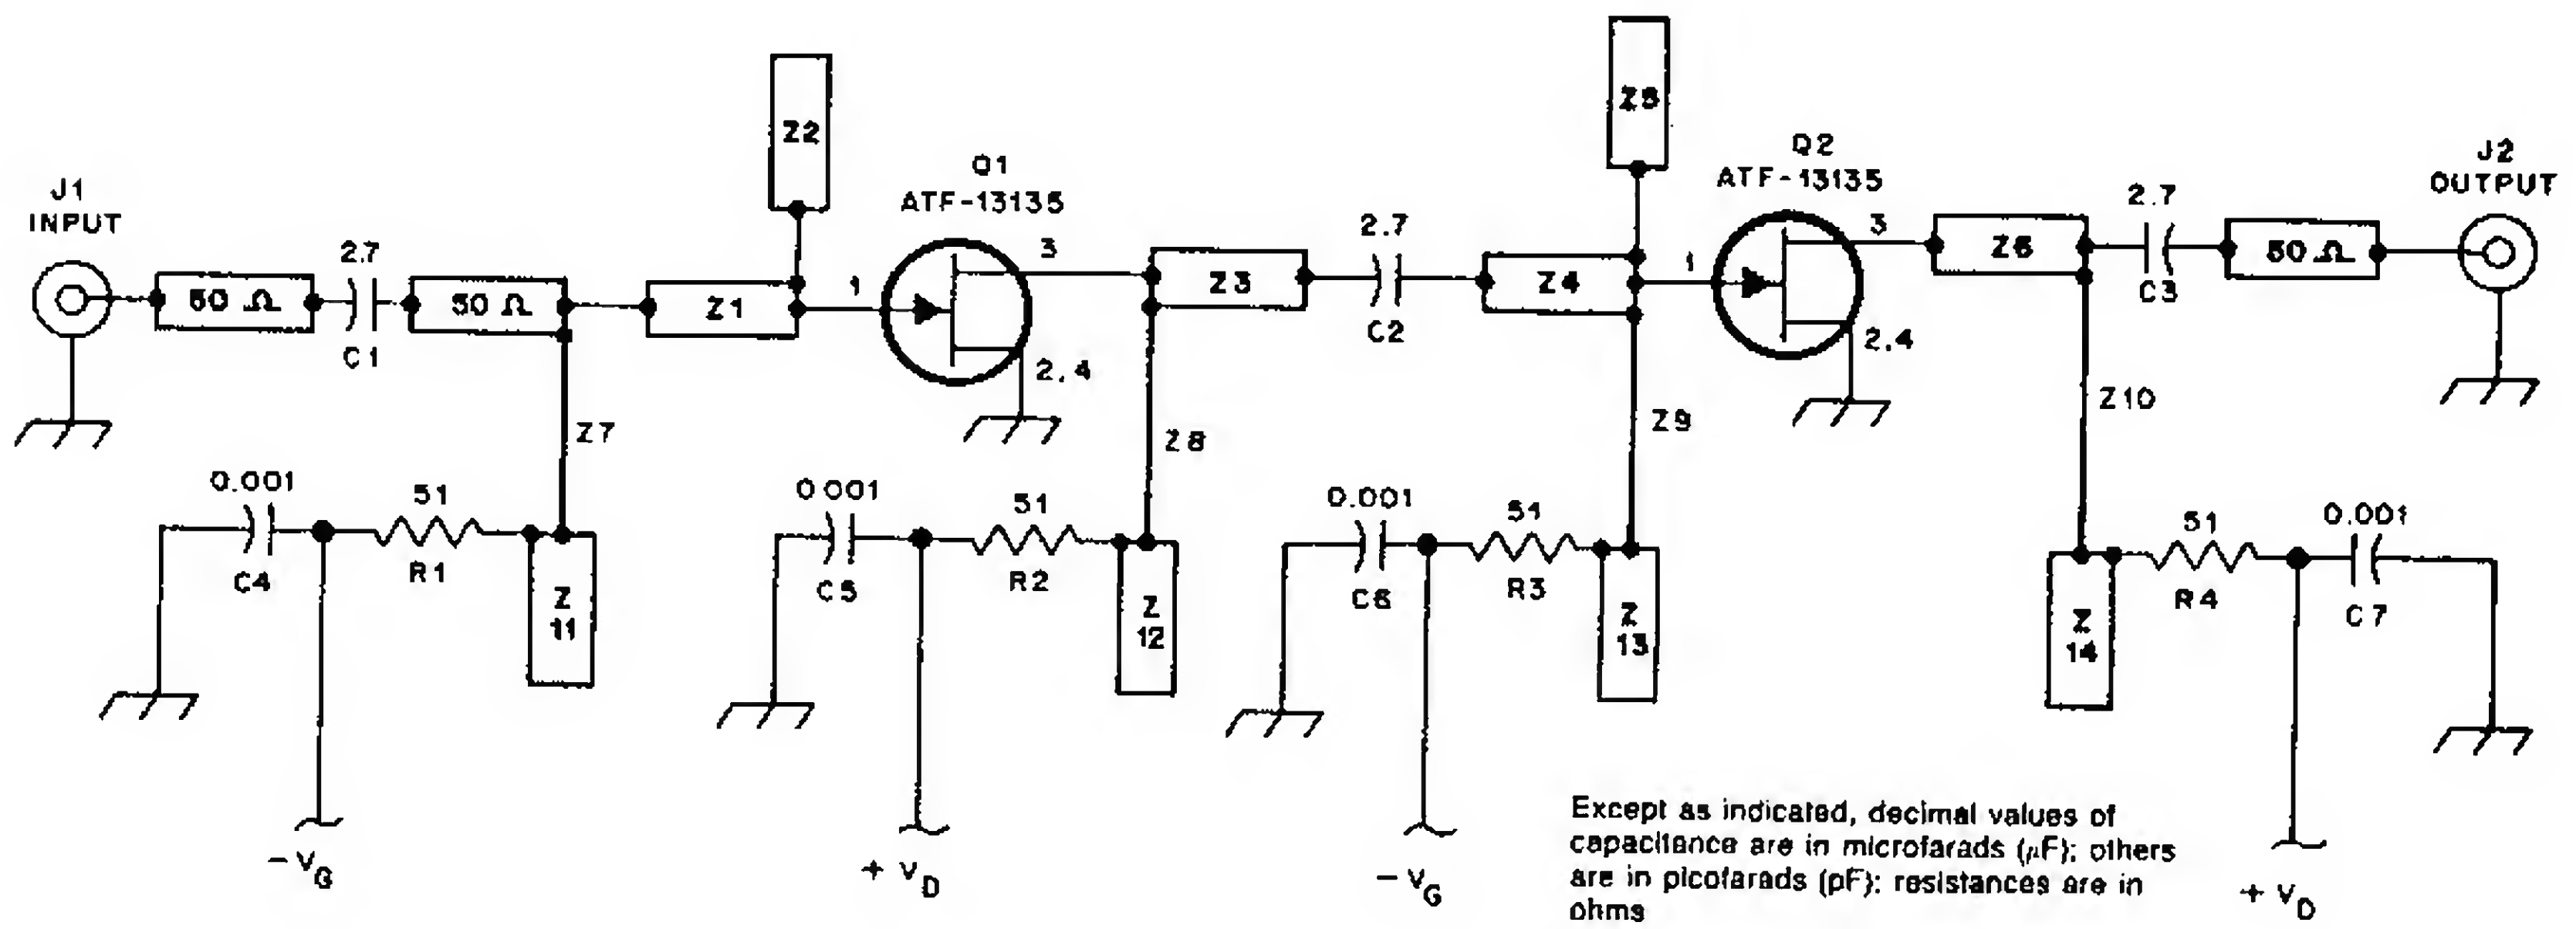 J1
INPUT
50 Ω
2.7
C1
50 Ω
Z1
Z2
Q1
ATF-13135
1
3
2,4
Z3
2.7
C2
Z4
Z5
Q2
ATF-13135
1
3
2,4
Z6
2.7
C3
50 Ω
J2
OUTPUT
Z7
Z8
Z9
Z10
0.001
C4
51
R1
Z
11
-VG
0.001
C5
51
R2
Z
12
+VD
0.001
C6
51
R3
Z
13
-VG
Z
14
51
R4
0.001
C7
+VD
Except as indicated, decimal values of
capacitance are in microfarads (μF); others
are in picofarads (pF); resistances are in
ohms